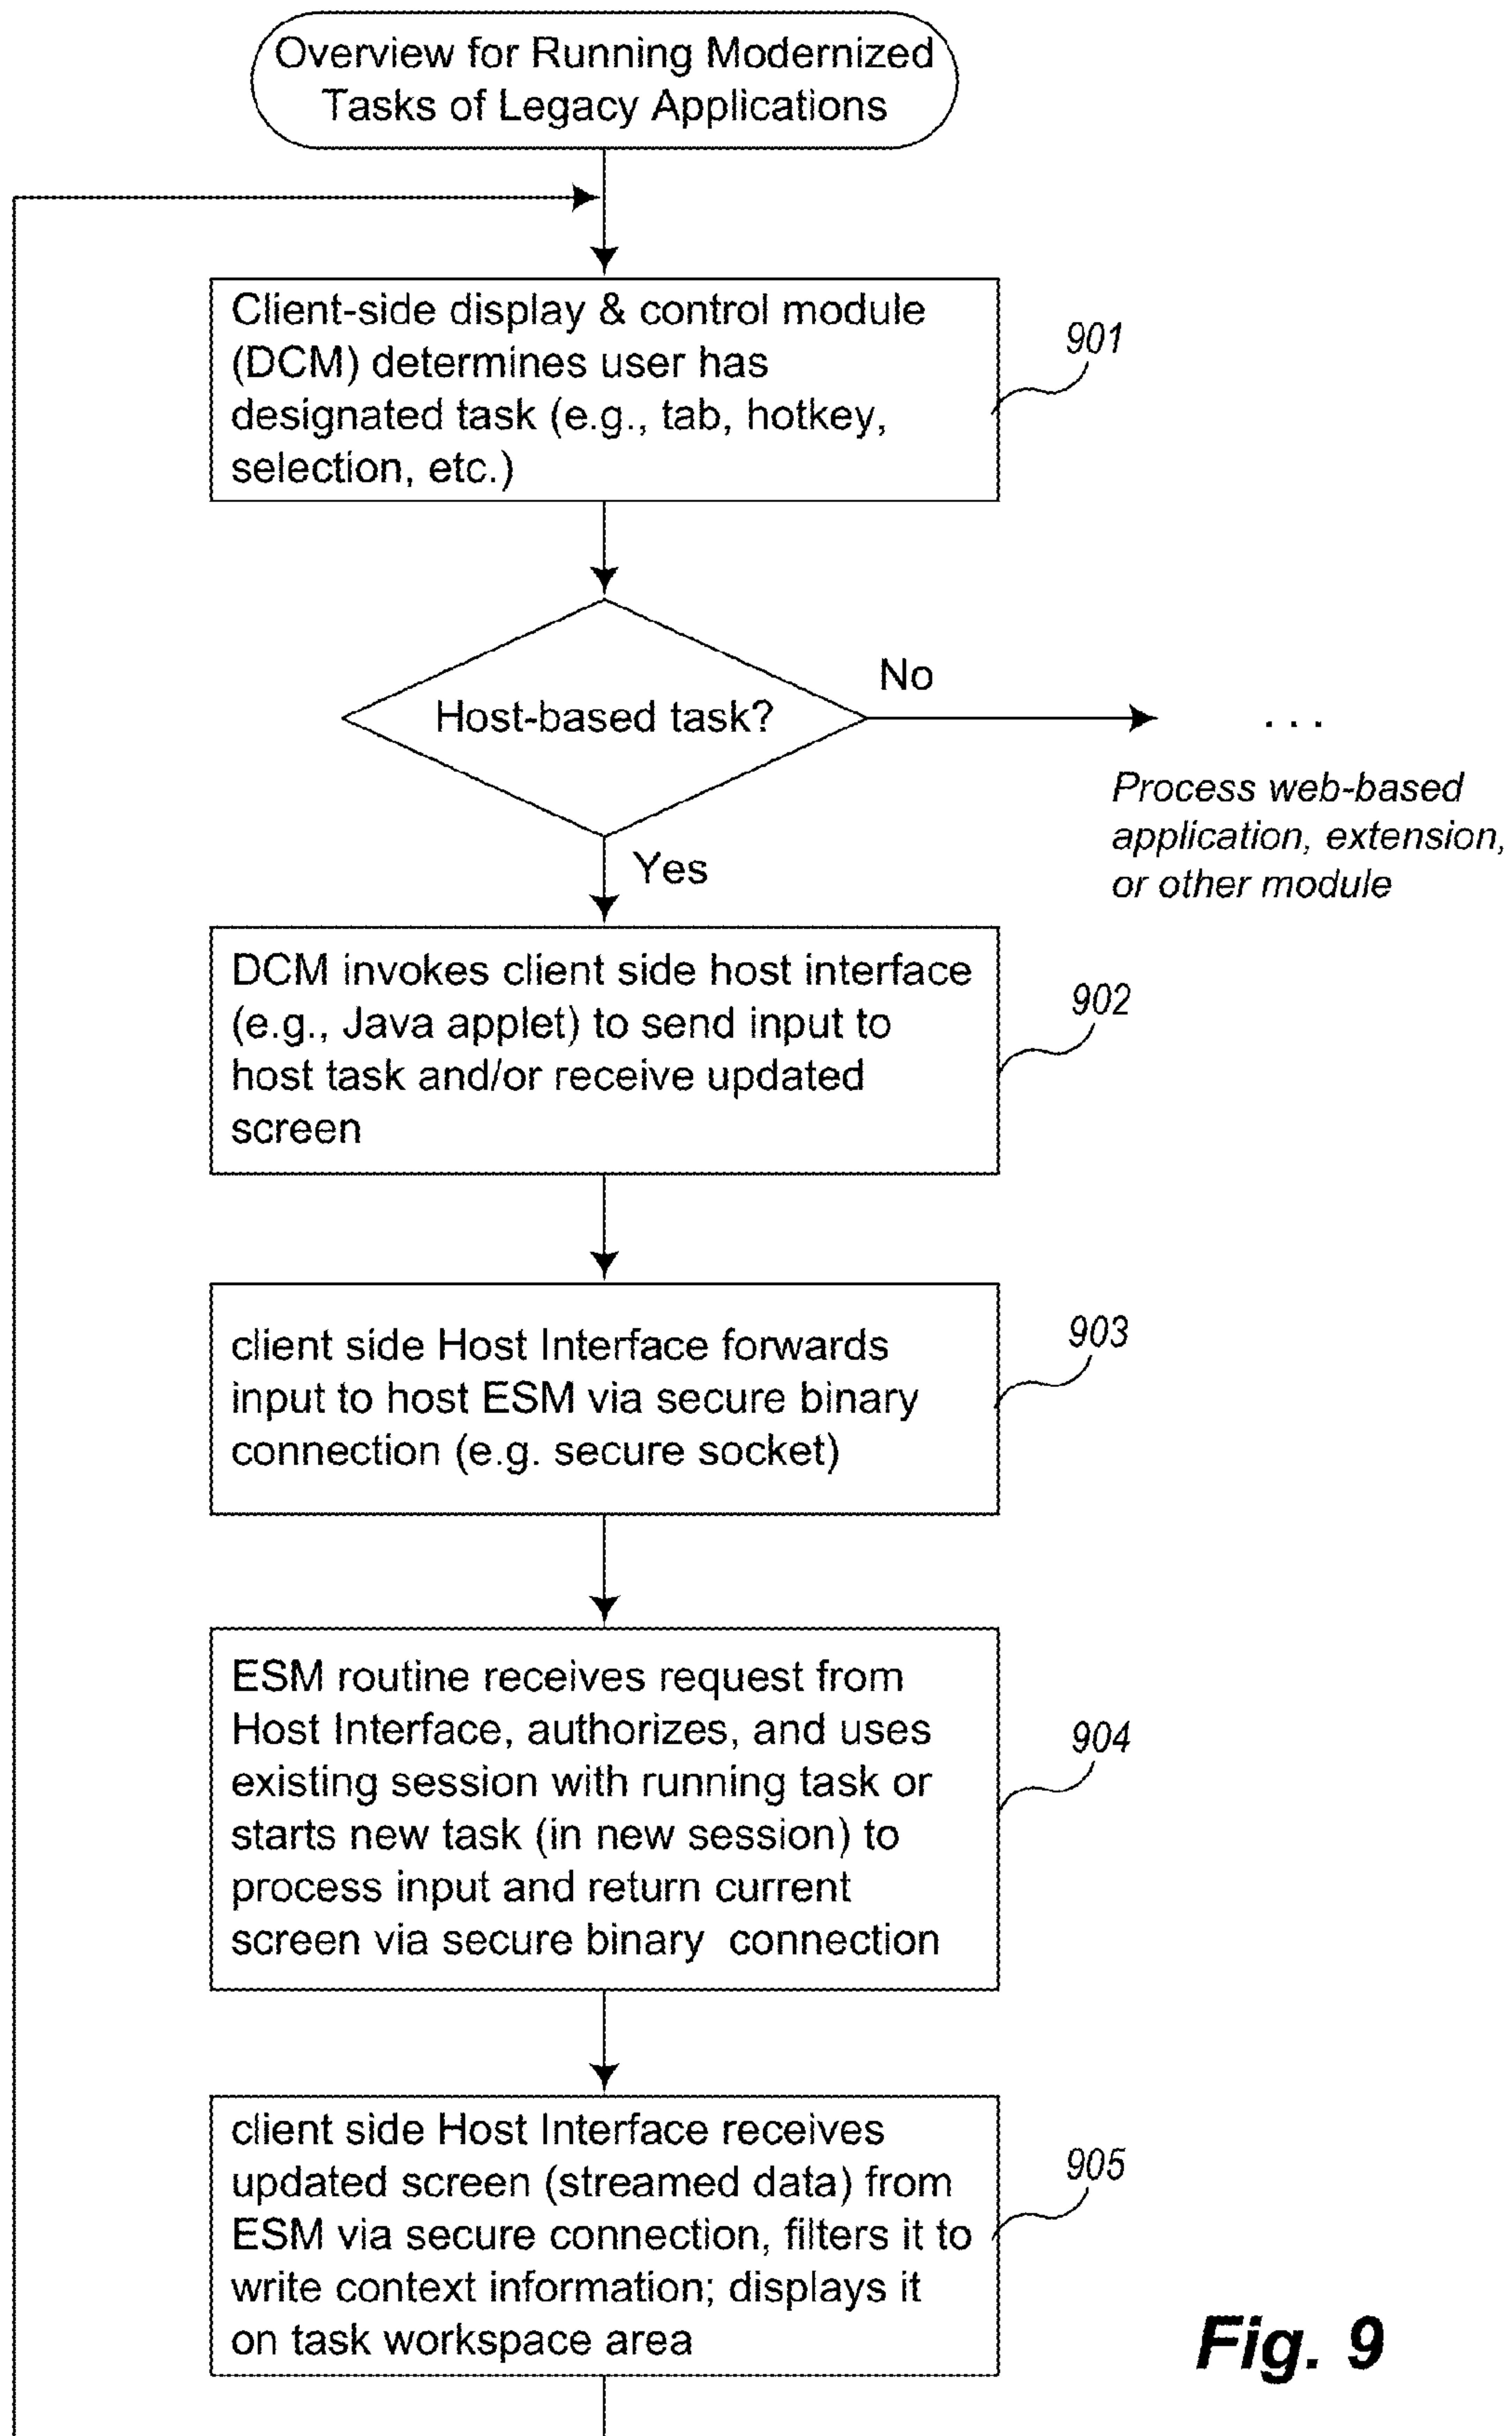 Overview for Running Modernized
Tasks of Legacy Applications
Client-side display & control module
(DCM) determines user has
designated task (e.g., tab, hotkey,
selection, etc.)
901
Host-based task?
No
. . .
Process web-based
application, extension,
or other module
Yes
DCM invokes client side host interface
(e.g., Java applet) to send input to
host task and/or receive updated
screen
902
client side Host Interface forwards
input to host ESM via secure binary
connection (e.g. secure socket)
903
ESM routine receives request from
Host Interface, authorizes, and uses
existing session with running task or
starts new task (in new session) to
process input and return current
screen via secure binary connection
904
client side Host Interface receives
updated screen (streamed data) from
ESM via secure connection, filters it to
write context information; displays it
on task workspace area
905
Fig. 9